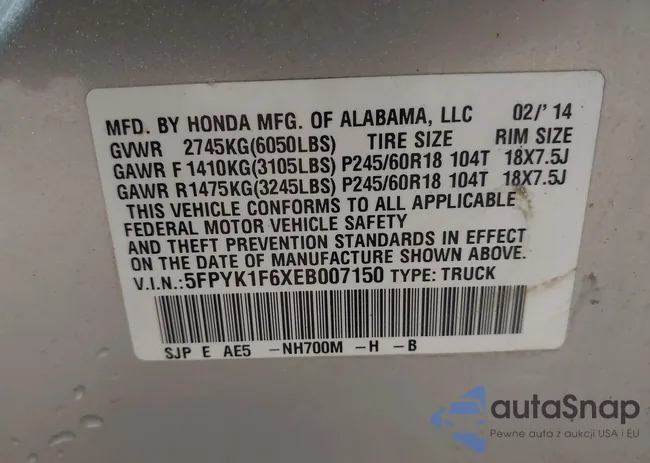 MFD. BY HONDA MFG. OF ALABAMA, LLC 02/' 14
GVWR 2745KG(6050LBS) TIRE SIZE RIM SIZE
GAWR F 1410KG(3105LBS) P245/60R18 104T 18X7.5J
GAWR R1475KG(3245LBS) P245/60R18 104T 18X7.5J
THIS VEHICLE CONFORMS TO ALL APPLICABLE
FEDERAL MOTOR VEHICLE SAFETY
AND THEFT PREVENTION STANDARDS IN EFFECT
ON THE DATE OF MANUFACTURE SHOWN ABOVE.
V.I.N.:5FPYK1F6XEB007150 TYPE: TRUCK
SJP E AE5 -NH700M -H -B
autaSnap
Pewne auta z aukcji USA i EU